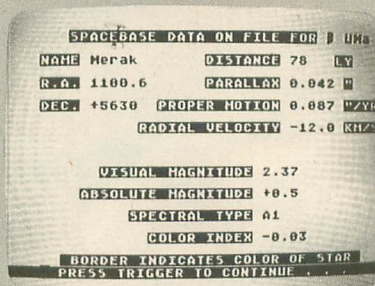 SPACEBASE DATA ON FILE FOR β UMa
NAME Merak DISTANCE 78 LY
R.A. 1100.6 PARALLAX 0.042 "
DEC. +5630 PROPER MOTION 0.087 "/YR
RADIAL VELOCITY -12.0 KM/S
VISUAL MAGNITUDE 2.37
ABSOLUTE MAGNITUDE +0.5
SPECTRAL TYPE A1
COLOR INDEX -0.03
BORDER INDICATES COLOR OF STAR
PRESS TRIGGER TO CONTINUE . . .